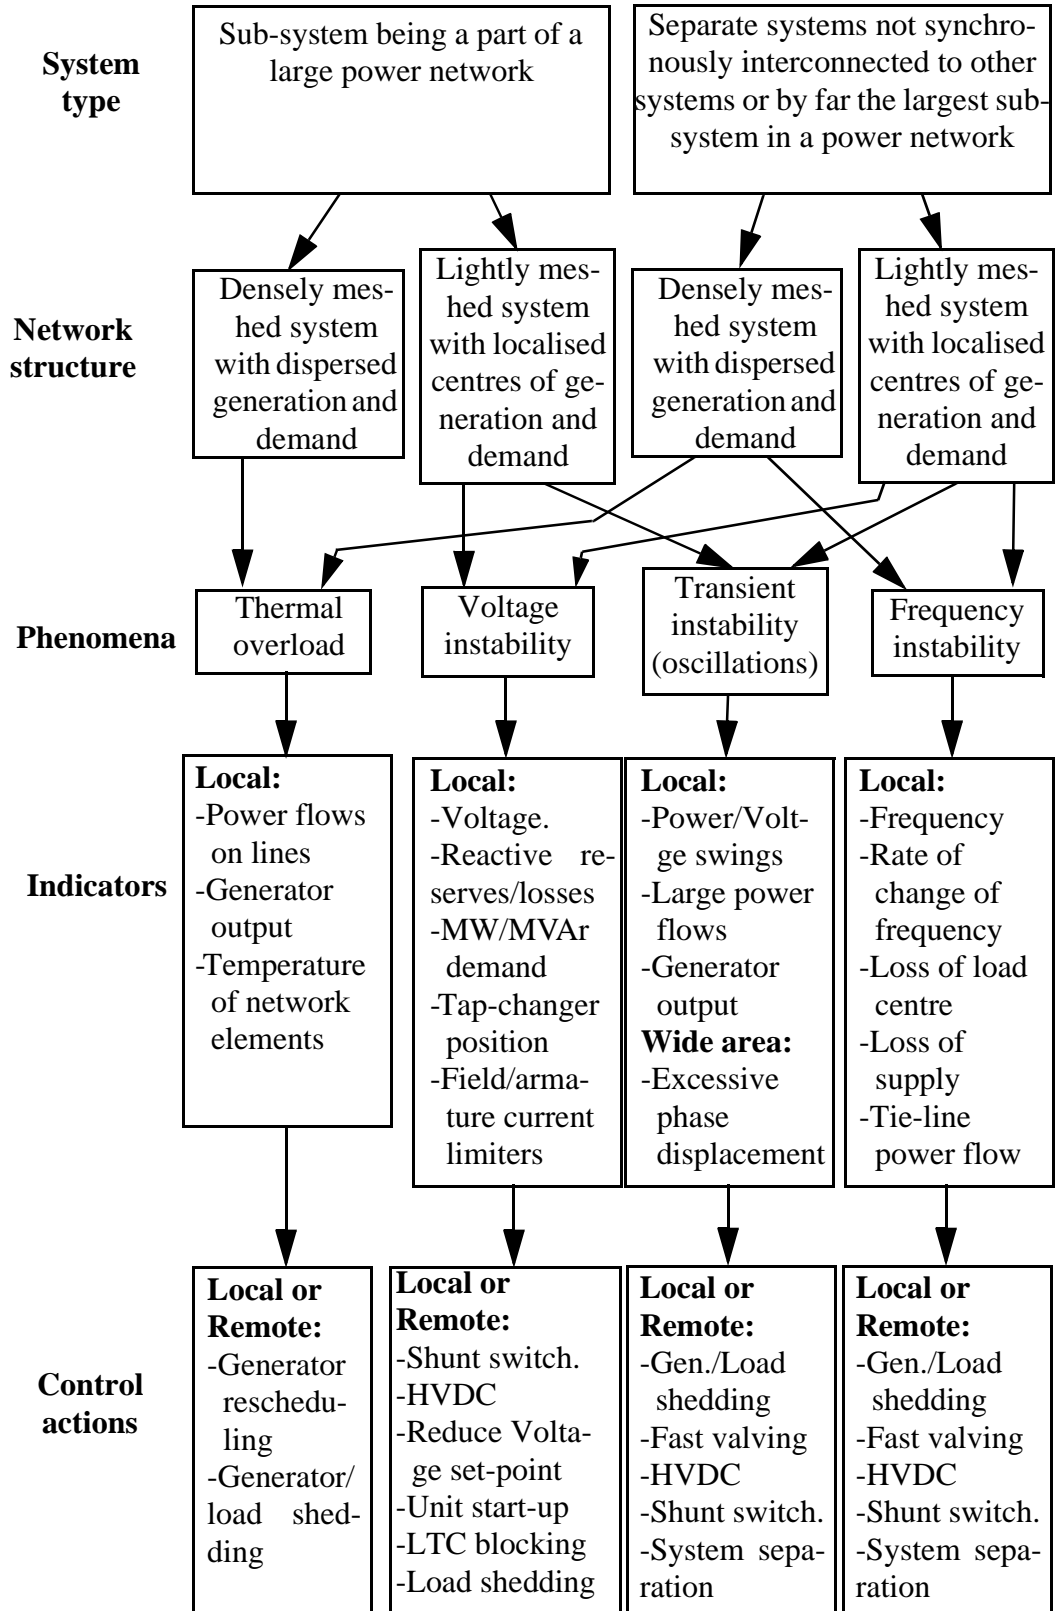 System
type
Sub-system being a part of a
large power network
Separate systems not synchro-
nously interconnected to other
systems or by far the largest sub-
system in a power network
Network
structure
Densely mes-
hed system
with dispersed
generation and
demand
Lightly mes-
hed system
with localised
centres of ge-
neration and
demand
Densely mes-
hed system
with dispersed
generation and
demand
Lightly mes-
hed system
with localised
centres of ge-
neration and
demand
Phenomena
Thermal
overload
Voltage
instability
Transient
instability
(oscillations)
Frequency
instability
Indicators
Local:
-Power flows
on lines
-Generator
output
-Temperature
of network
elements
Local:
-Voltage.
-Reactive re-
serves/losses
-MW/MVAr
demand
-Tap-changer
position
-Field/arma-
ture current
limiters
Local:
-Power/Volt-
ge swings
-Large power
flows
-Generator
output
Wide area:
-Excessive
phase
displacement
Local:
-Frequency
-Rate of
change of
frequency
-Loss of load
centre
-Loss of
supply
-Tie-line
power flow
Control
actions
Local or
Remote:
-Generator
reschedu-
ling
-Generator/
load shed-
ding
Local or
Remote:
-Shunt switch.
-HVDC
-Reduce Volta-
ge set-point
-Unit start-up
-LTC blocking
-Load shedding
Local or
Remote:
-Gen./Load
shedding
-Fast valving
-HVDC
-Shunt switch.
-System sepa-
ration
Local or
Remote:
-Gen./Load
shedding
-Fast valving
-HVDC
-Shunt switch.
-System sepa-
ration